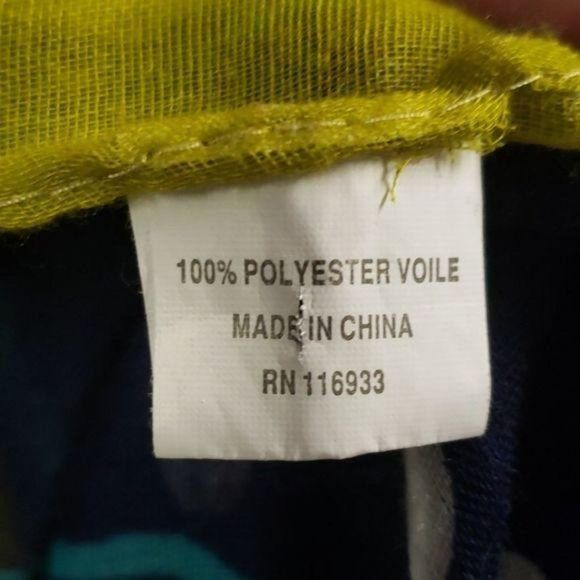 100% POLYESTER VOILE
MADE IN CHINA
RN 116933